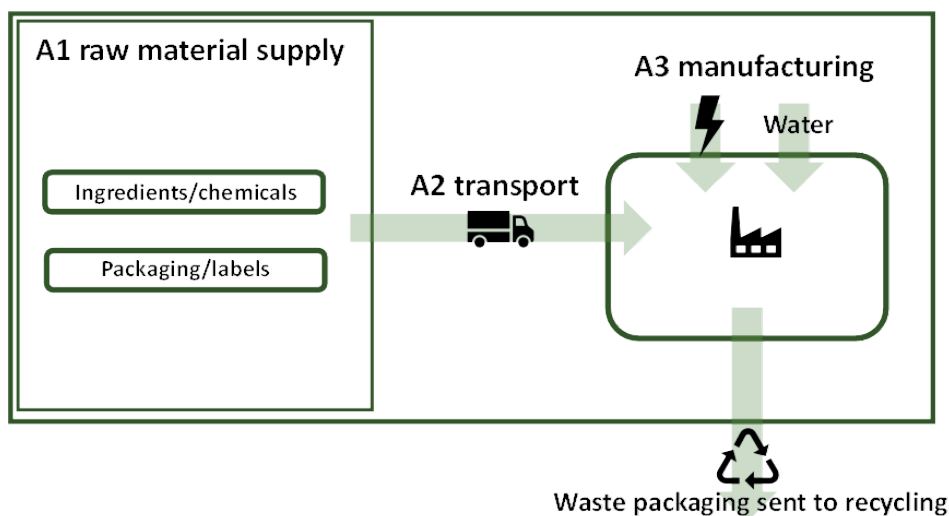 A1 raw material supply
A3 manufacturing
Water
Ingredients/chemicals
A2 transport
Packaging/labels
Waste packaging sent to recycling